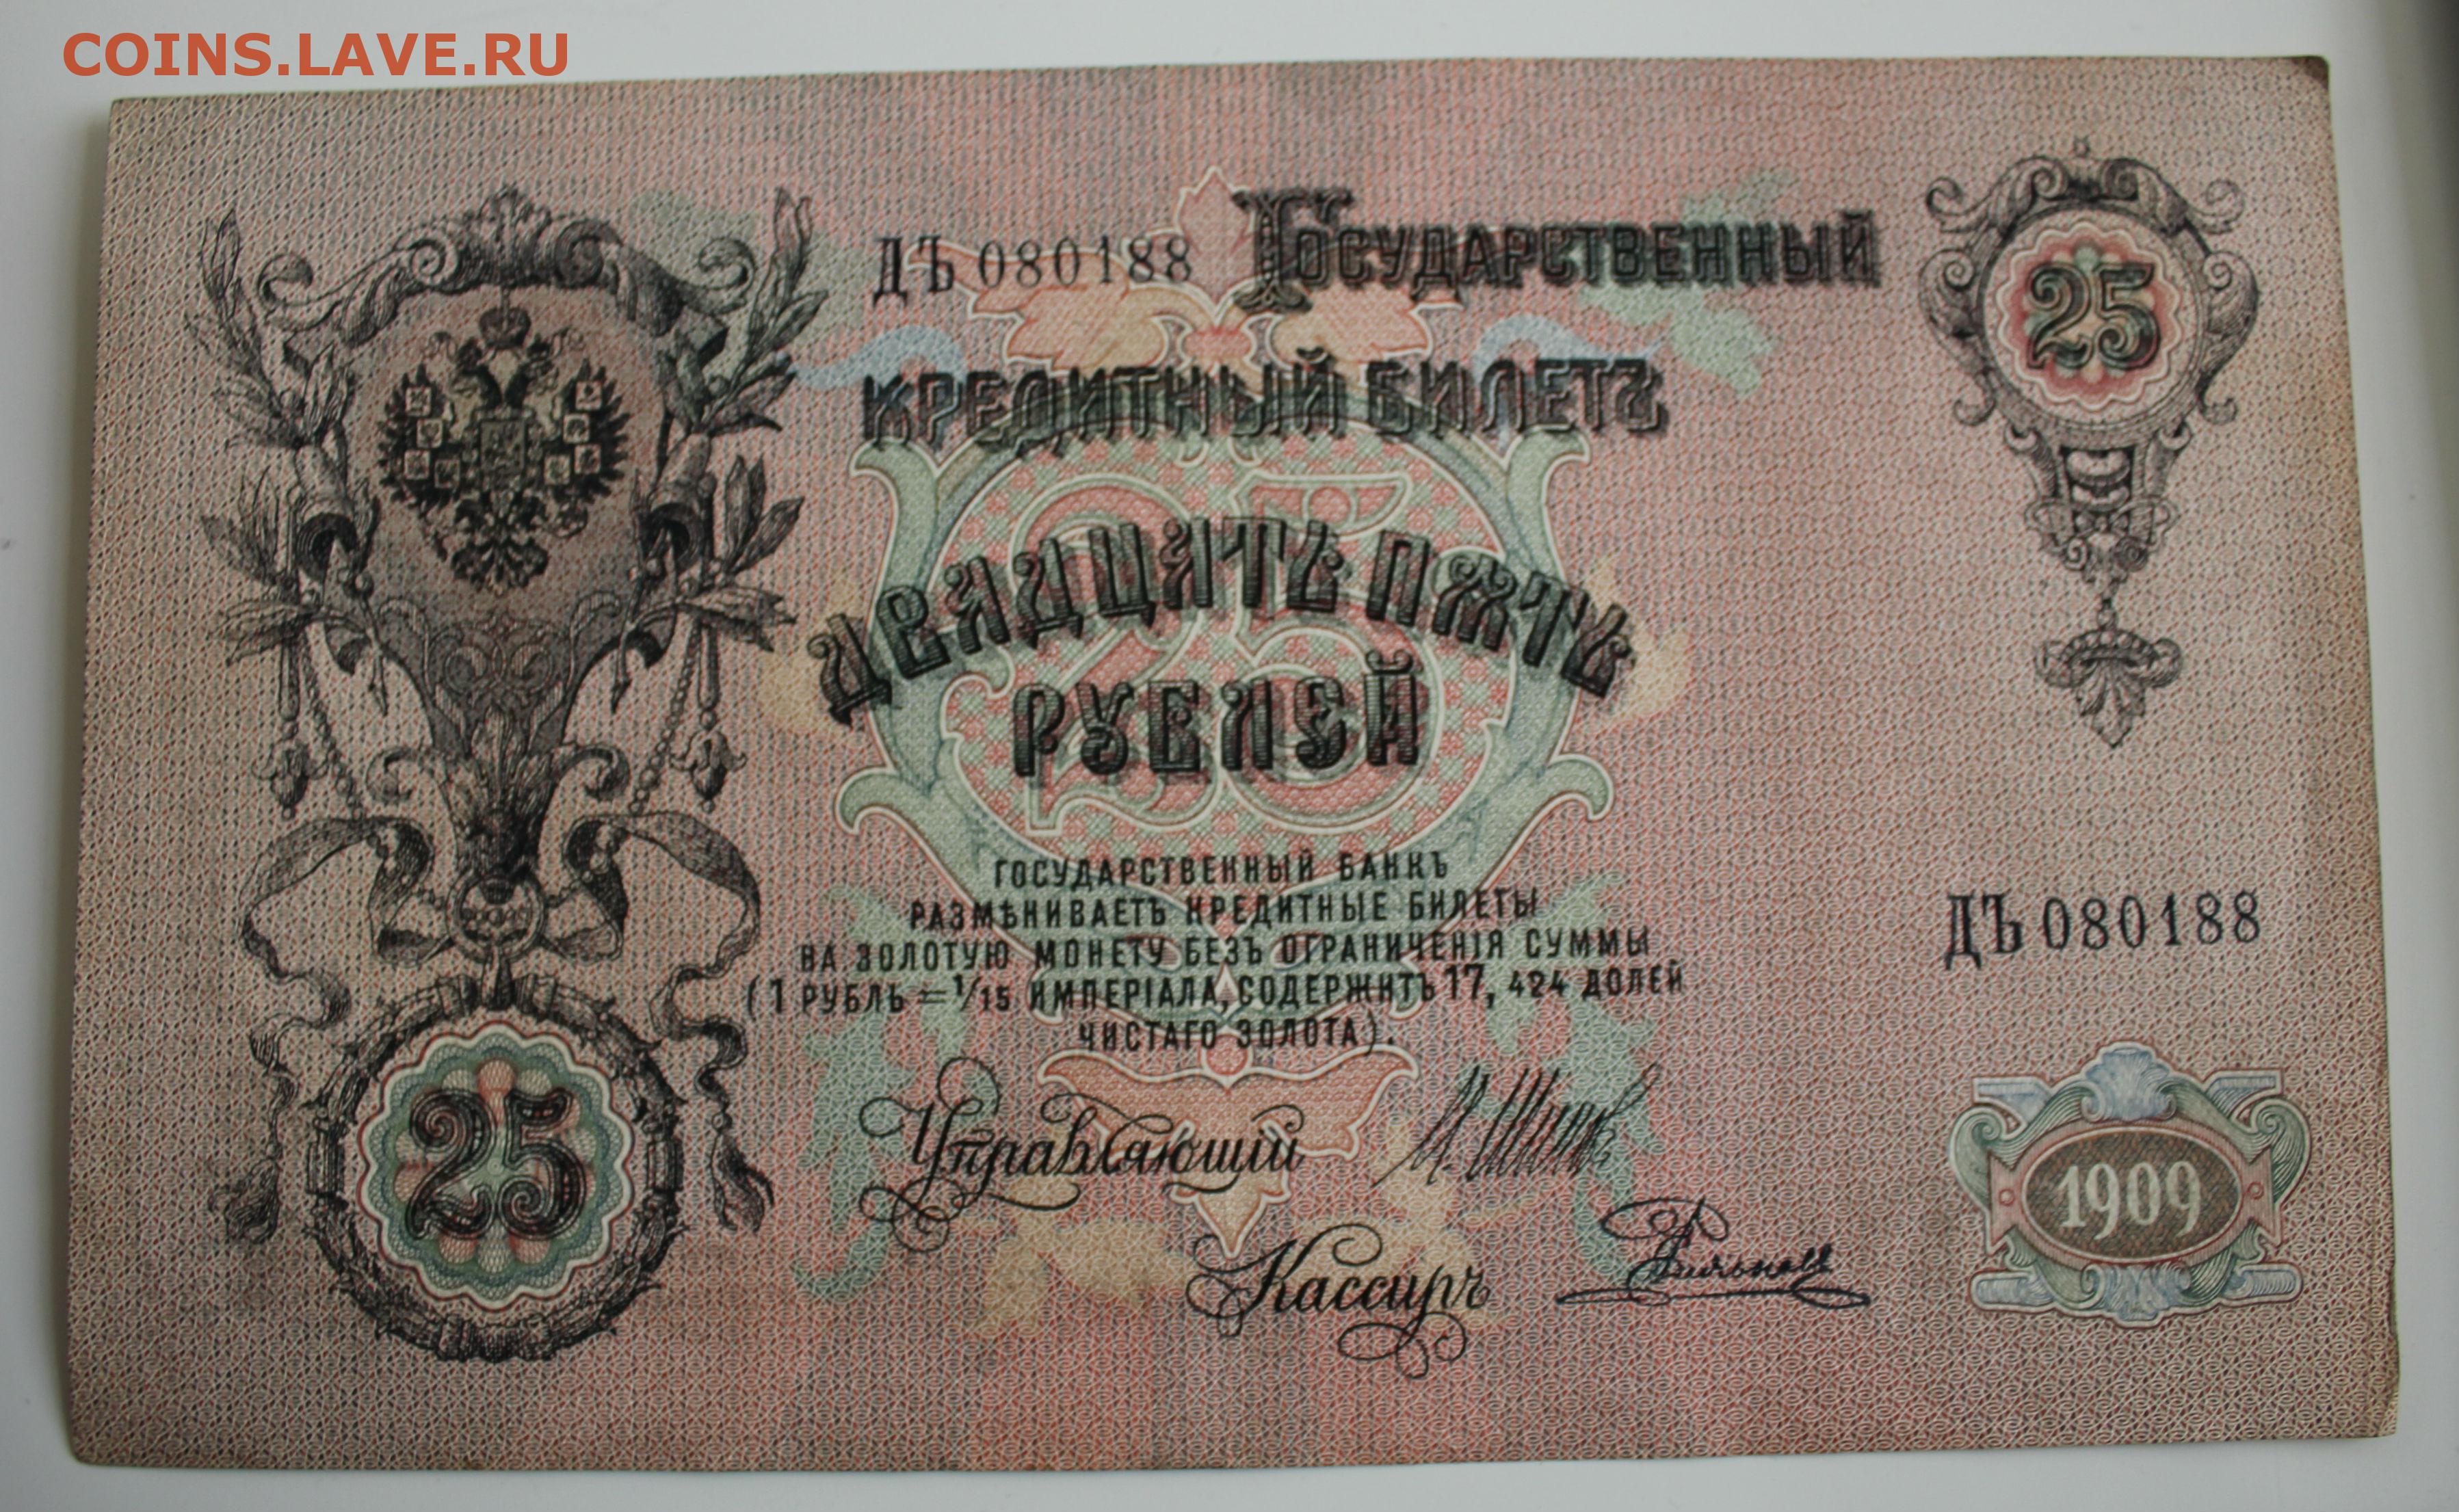 COINS.LAVE.RU
ДЪ 080188
ГОСУДАРСТВЕННЫЙ
КРЕДИТНЫЙ БИЛЕТЪ
25
ДВАДЦАТЬ ПЯТЬ
РУБЛЕЙ
25
ГОСУДАРСТВЕННЫЙ БАНКЪ
РАЗМѢНИВАЕТЪ КРЕДИТНЫЕ БИЛЕТЫ
НА ЗОЛОТУЮ МОНЕТУ БЕЗЪ ОГРАНИЧЕНІЯ СУММЫ
(1 РУБЛЬ = 1/15 ИМПЕРІАЛА, СОДЕРЖИТЪ 17, 424 ДОЛЕЙ
ЧИСТАГО ЗОЛОТА).
ДЪ 080188
25
Управляющій
И. Шипов
Кассиръ
1909